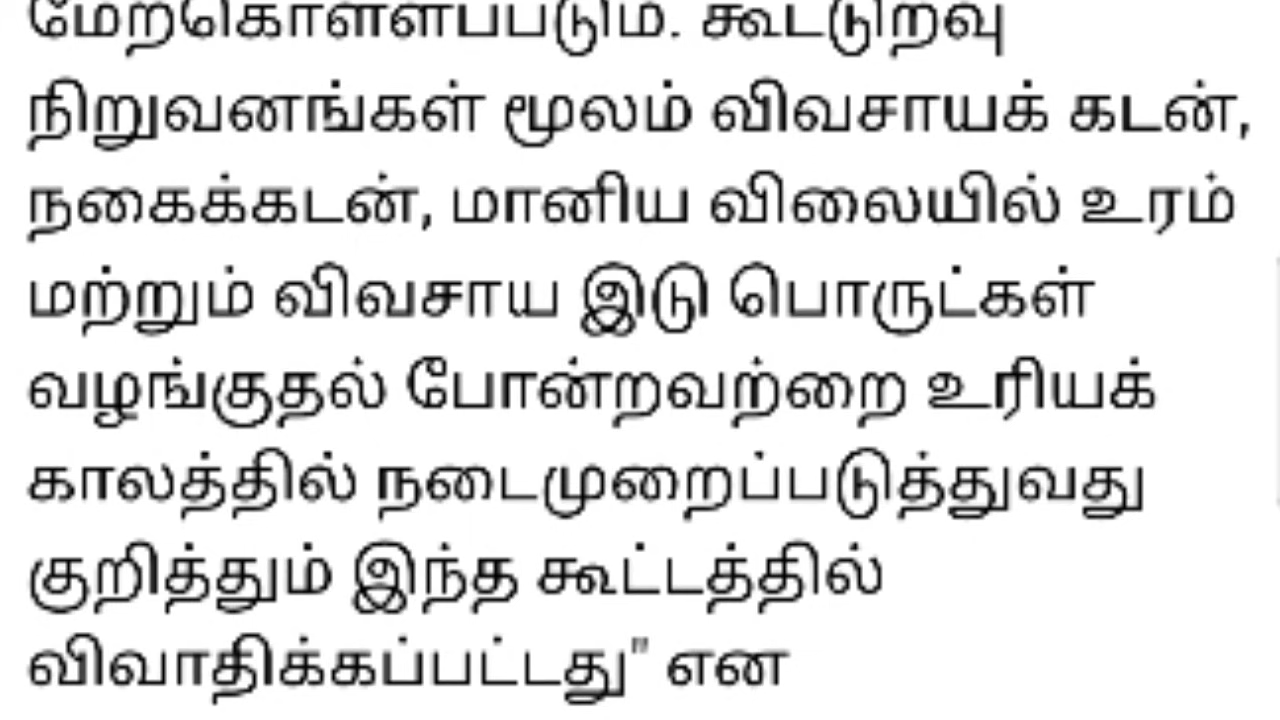 மேற்கொள்ளப்படும். கூட்டுறவு
நிறுவனங்கள் மூலம் விவசாயக் கடன்,
நகைக்கடன், மானிய விலையில் உரம்
மற்றும் விவசாய இடு பொருட்கள்
வழங்குதல் போன்றவற்றை உரியக்
காலத்தில் நடைமுறைப்படுத்துவது
குறித்தும் இந்த கூட்டத்தில்
விவாதிக்கப்பட்டது" என